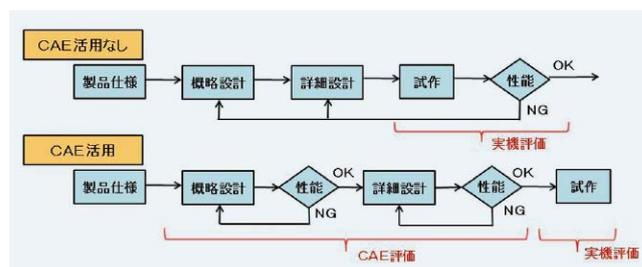 CAE活用なし
製品仕様
概略設計
詳細設計
試作
性能
OK
NG
実機評価
CAE活用
製品仕様
概略設計
性能
OK
NG
詳細設計
性能
OK
NG
試作
CAE評価
実機評価